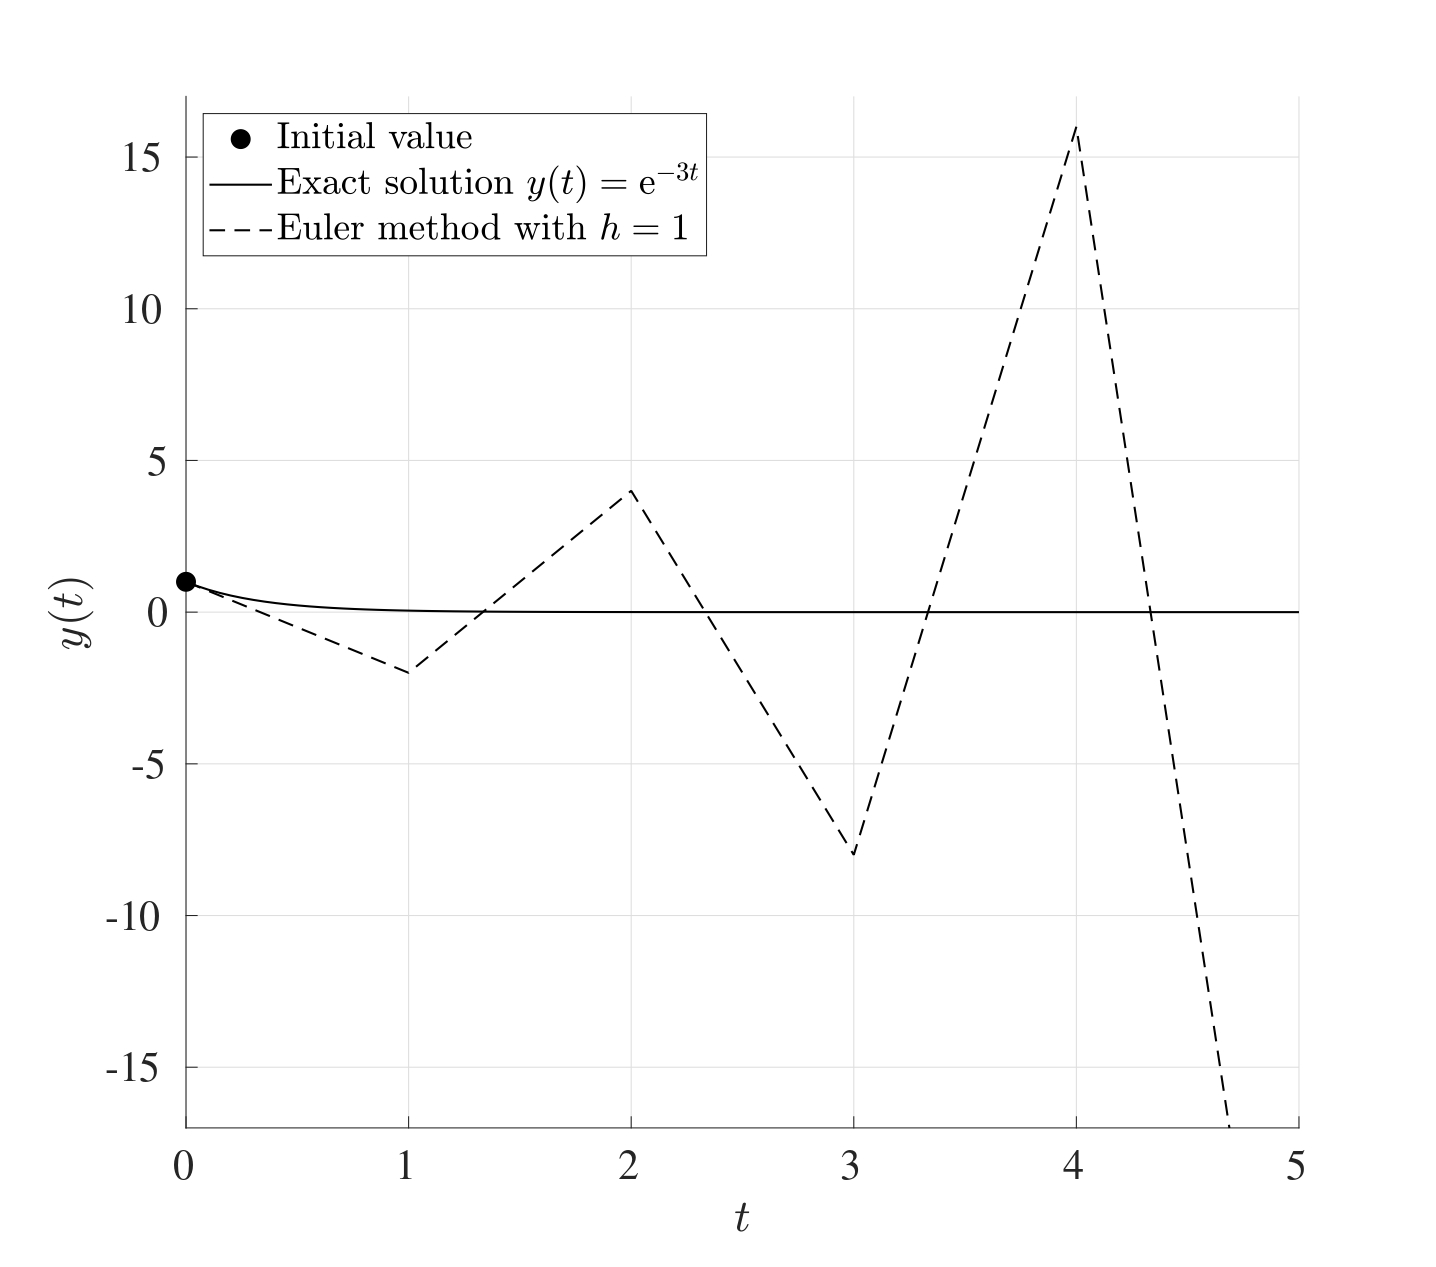 Initial value
Exact solution y(t) = e^{-3t}
Euler method with h = 1
15
10
5
0
-5
-10
-15
y(t)
0 1 2 3 4 5
t